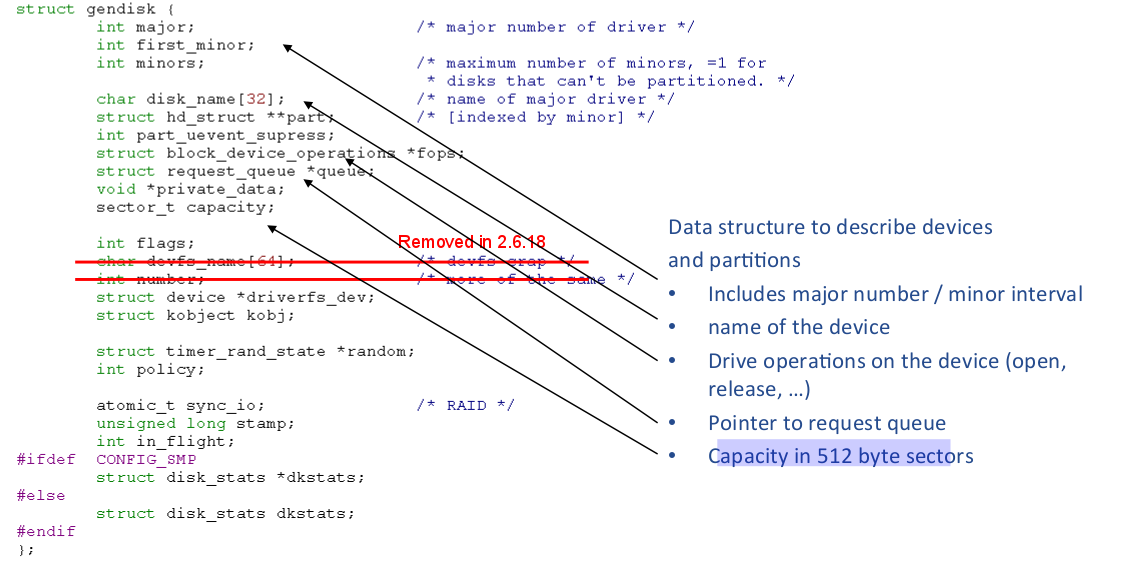 struct gendisk {
int major; /* major number of driver */
int first_minor;
int minors; /* maximum number of minors, =1 for
* disks that can't be partitioned. */
char disk_name[32]; /* name of major driver */
struct hd_struct **part; /* [indexed by minor] */
int part_uevent_supress;
struct block_device_operations *fops;
struct request_queue *queue;
void *private_data;
sector_t capacity;
int flags;
Removed in 2.6.18
char devfs_name[64]; /* devfs crap */
int number; /* more of the same */
struct device *driverfs_dev;
struct kobject kobj;
struct timer_rand_state *random;
int policy;
atomic_t sync_io; /* RAID */
unsigned long stamp;
int in_flight;
#ifdef CONFIG_SMP
struct disk_stats *dkstats;
#else
struct disk_stats dkstats;
#endif
};
Data structure to describe devices
and partitions
• Includes major number / minor interval
• name of the device
• Drive operations on the device (open,
release, ...)
• Pointer to request queue
• Capacity in 512 byte sectors